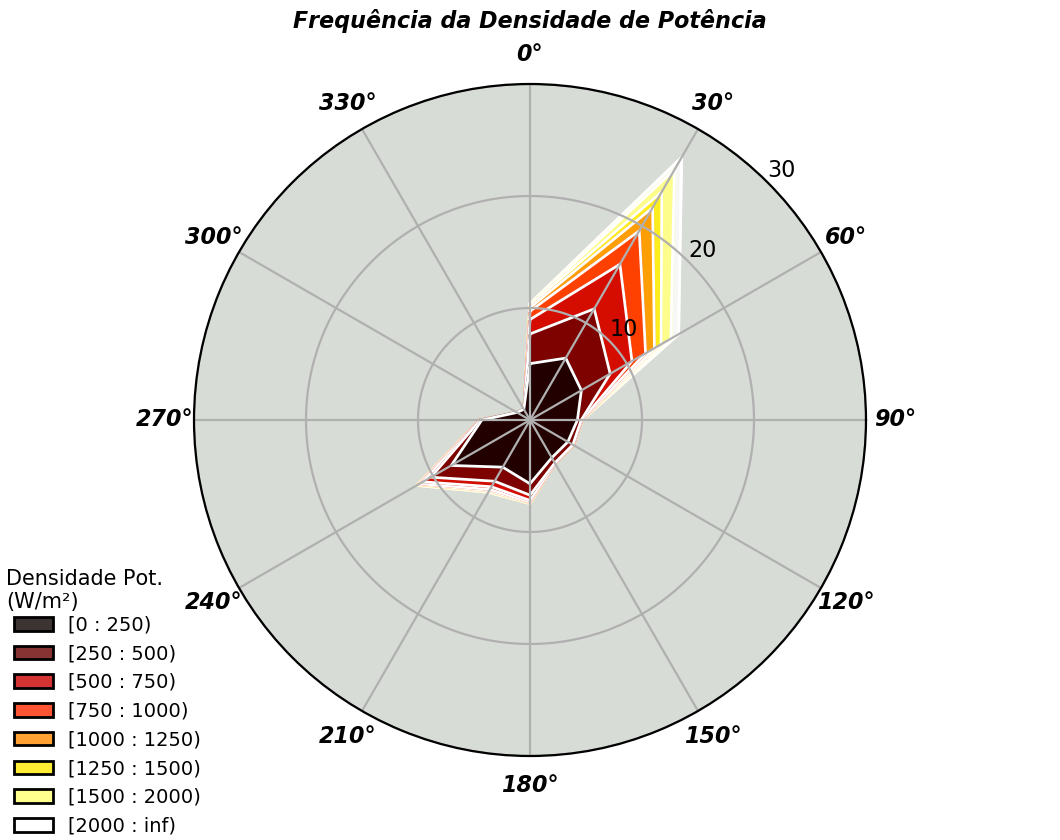 Frequência da Densidade de Potência
0°
330°
30°
30
300°
60°
20
10
270°
90°
240°
120°
210°
150°
180°
Densidade Pot.
(W/m²)
[0 : 250)
[250 : 500)
[500 : 750)
[750 : 1000)
[1000 : 1250)
[1250 : 1500)
[1500 : 2000)
[2000 : inf)